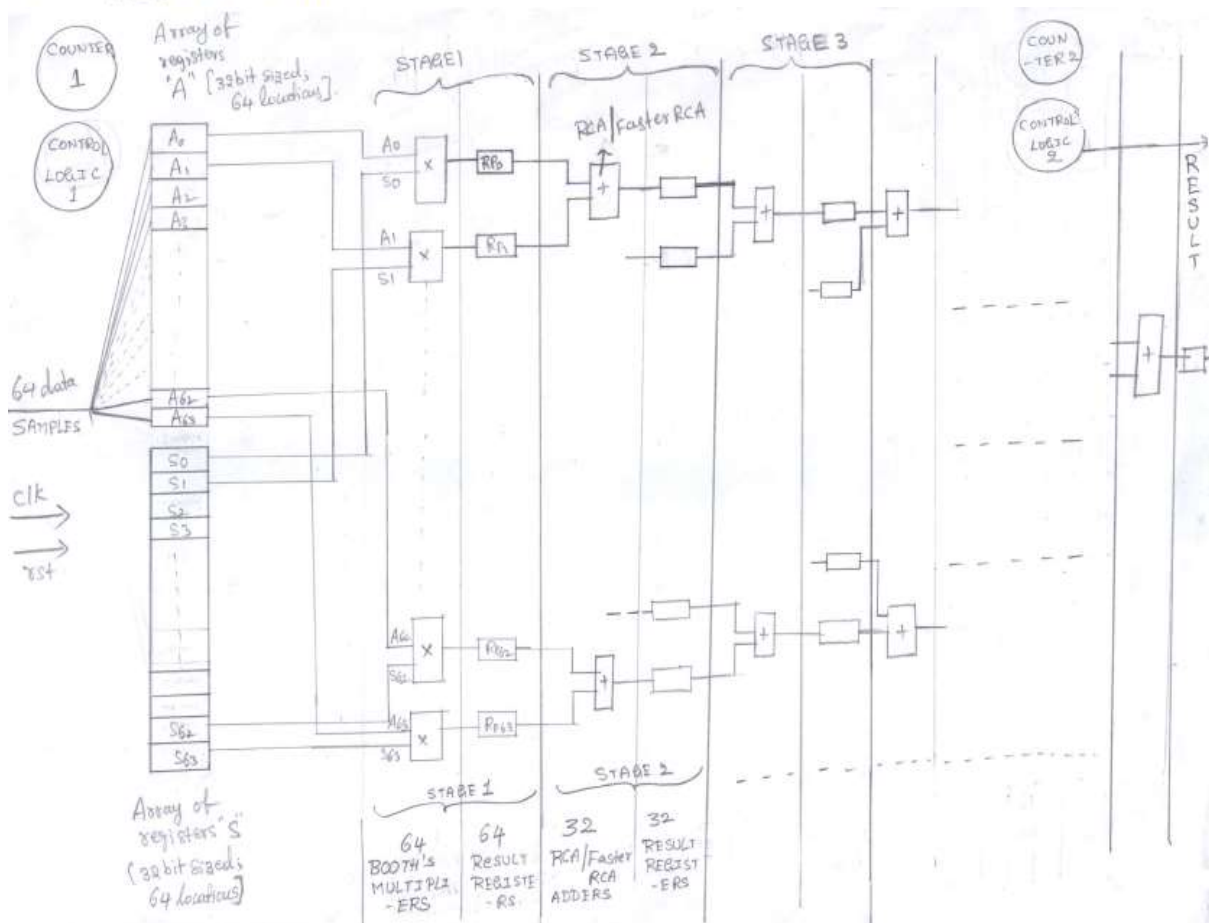 COUNTER
1
Array of
registers
"A" [32bit sized;
64 locations].
STAGE1
STAGE 2
STAGE 3
COUN
-TER2
CONTROL
LOGIC
1
CONTROL
LOGIC
2
RESULT
RCA/Faster RCA
A0
A1
A2
A3
A62
A63
64 data
SAMPLES
S0
S1
S2
S3
S62
S63
clk
rst
A0
S0
×
RP0
A1
S1
×
+
+
+
+
S62
×
RP62
A63
S63
×
RP63
+
+
+
STAGE 1
STAGE 2
64
BOOTH'S
MULTIPLI
-ERS
64
RESULT
REGISTE
-RS
32
RCA/Faster
RCA
ADDERS
32
RESULT
REGIST
-ERS
Array of
registers "S"
[32bit sized;
64 locations]